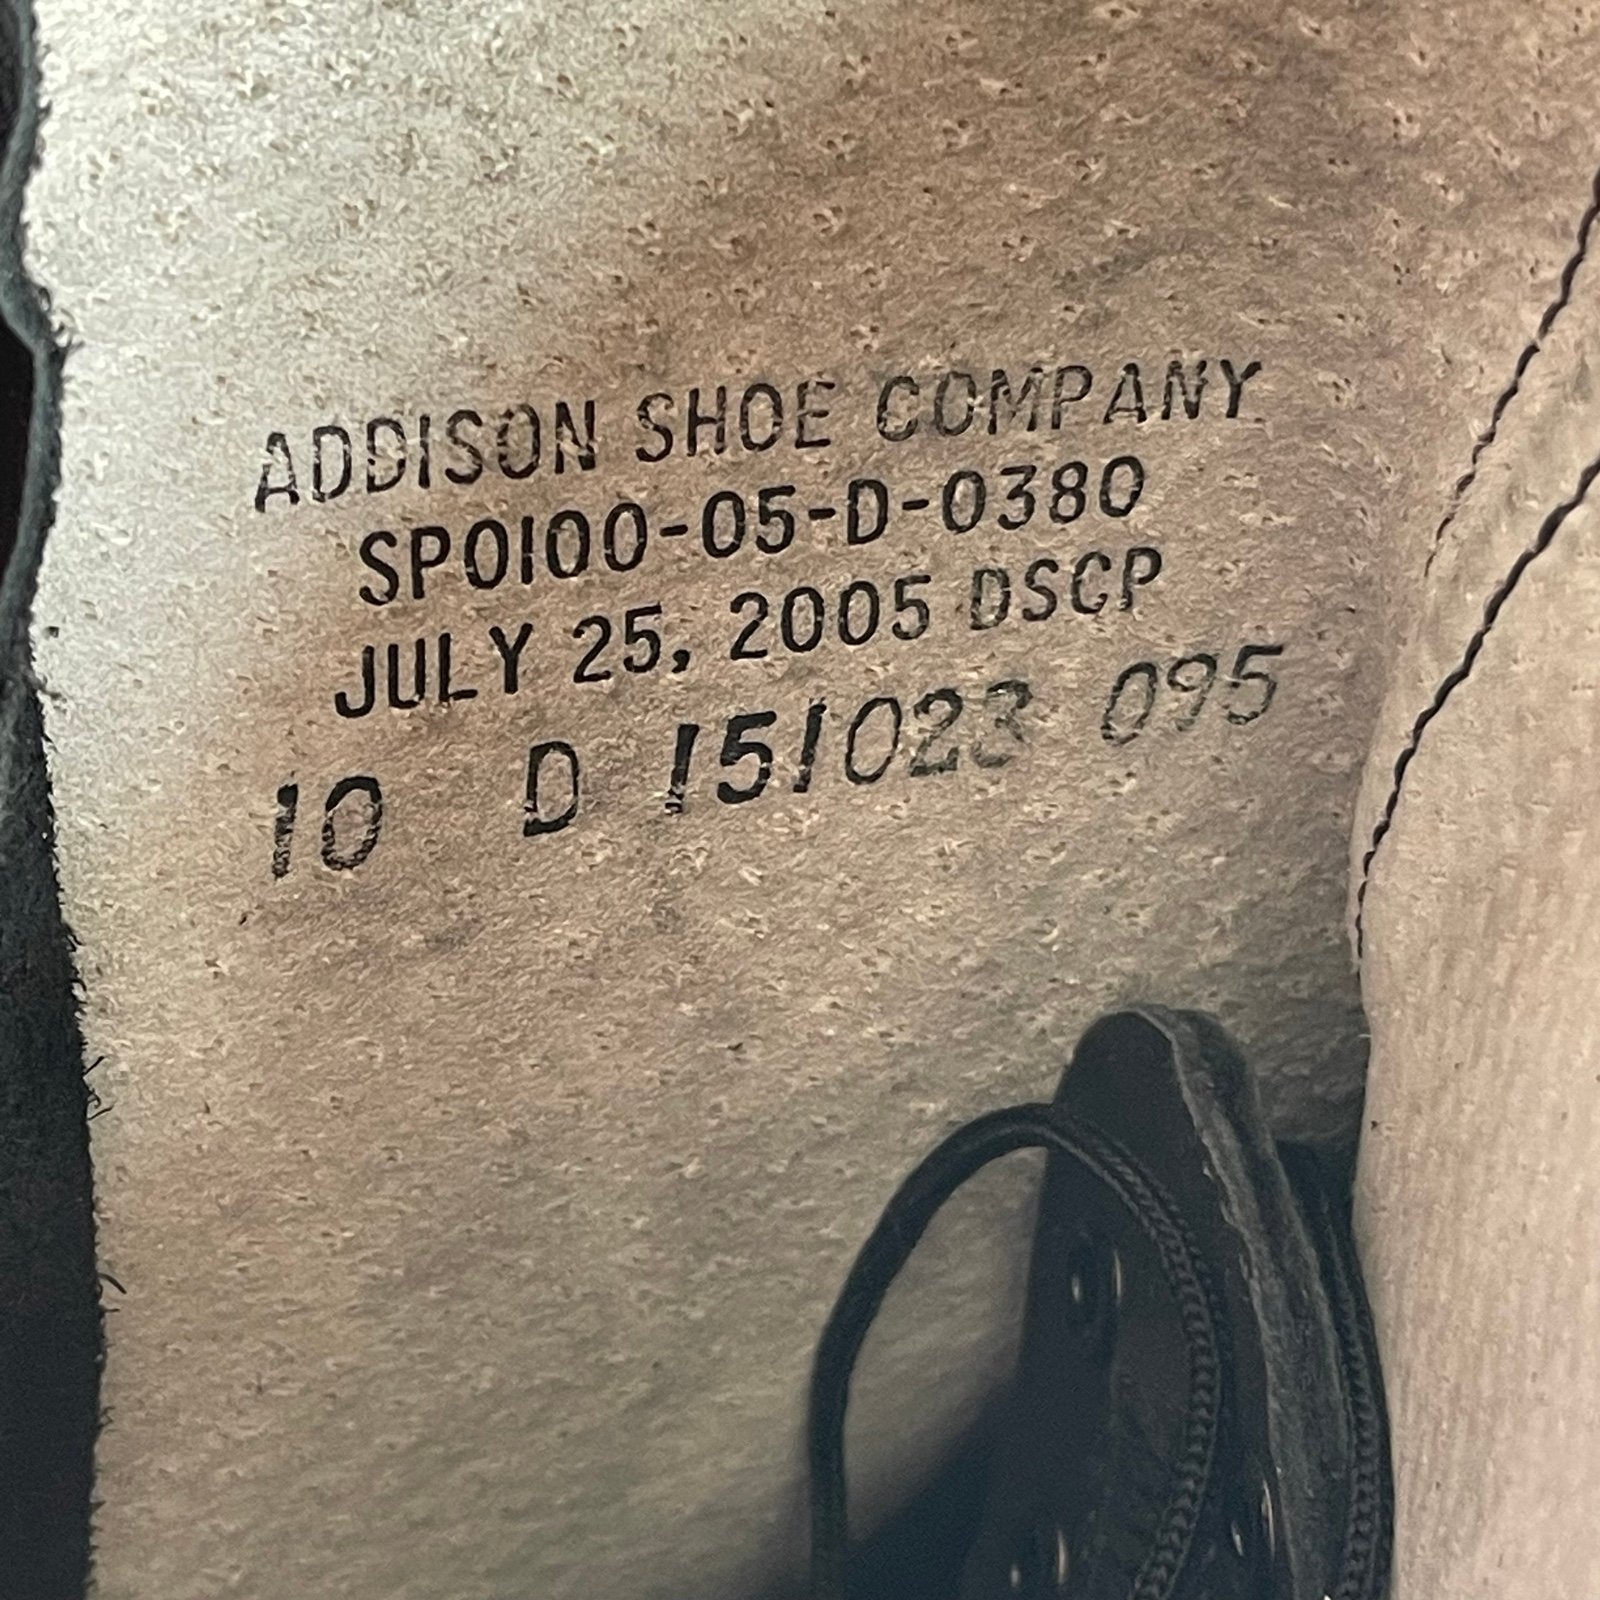 ADDISON SHOE COMPANY
SP0100-05-D-0380
JULY 25, 2005 DSCP
10 D 151023 095